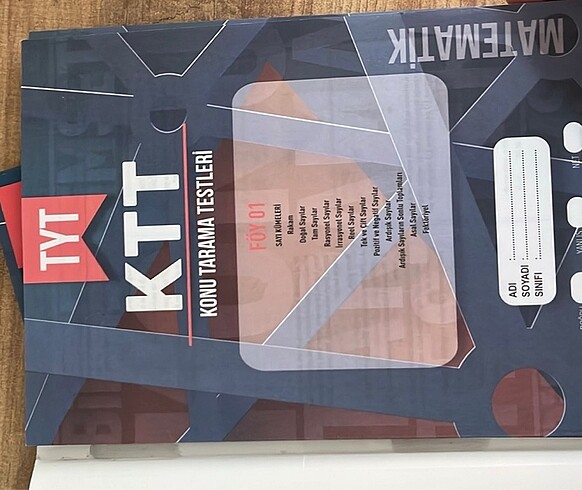 MATEMATİK
TYT
KTT
KONU TARAMA TESTLERİ
FÖY 01
SAYI KÜMELERİ
Rakam
Doğal Sayılar
Tam Sayılar
Rasyonel Sayılar
İrrasyonel Sayılar
Reel Sayılar
Tek ve Çift Sayılar
Pozitif ve Negatif Sayılar
Ardışık Sayılar
Ardışık Sayıların Sonlu Toplamları
Asal Sayılar
Faktöriyel
ADI
SOYADI
SINIFI
YANLIŞ
NET